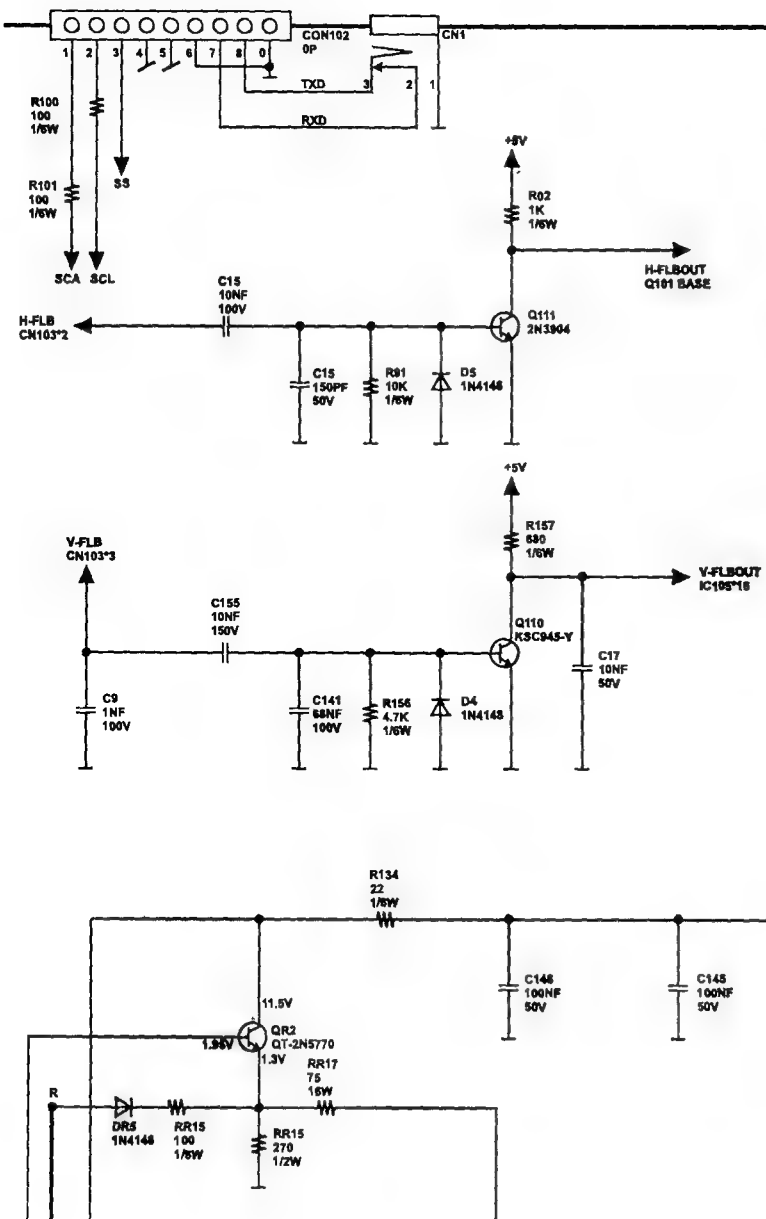 CON102
0P
CN1
1 2 3 4 5 6 7 8 0
TXD
3 2 1
RXD
R100
100
1/6W
R101
100
1/6W
SS
SCA
SCL
+5V
R02
1K
1/6W
H-FLBOUT
Q101 BASE
C15
10NF
100V
H-FLB
CN103*2
Q111
2N3904
C15
150PF
50V
R91
10K
1/6W
D5
1N4148
+5V
R157
680
1/6W
V-FLB
CN103*3
V-FLBOUT
C155
10NF
150V
Q110
KSC945-Y
C17
10NF
50V
C9
1NF
100V
C141
68NF
100V
R156
4.7K
1/6W
D4
1N4148
R134
22
1/6W
C146
100NF
50V
C145
100NF
50V
11.5V
QR2
QT-2N5770
1.3V
RR17
75
R
DR5
1N4148
RR15
100
1/6W
RR15
270
1/2W